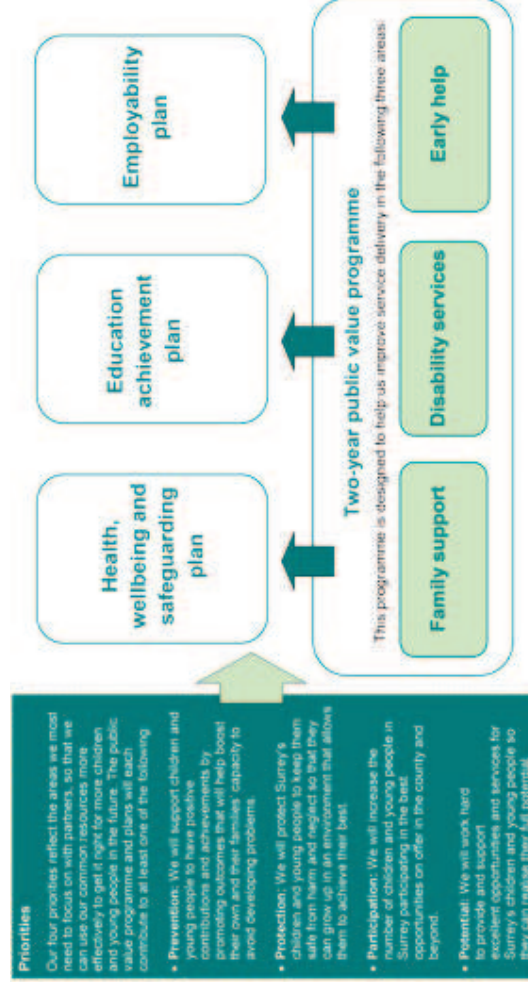 Priorities
Our four priorities reflect the areas we most
need to focus on with partners, so that we
can use our common resources more
effectively to get it right for more children
and young people in the future. The public
value programme and plans will each
contribute to at least one of the following
• Prevention: We will support children and
young people to have positive
contributions and achievements by
promoting outcomes that will help boost
their own and their families' capacity to
avoid developing problems.
• Protection: We will protect Surrey's
children and young people to keep them
safe from harm and neglect so that they
can grow up in an environment that allows
them to achieve their best.
• Participation: We will increase the
number of children and young people in
Surrey participating in the best
opportunities on offer in the county and
beyond.
• Potential: We will work hard
to provide and support
excellent opportunities and services for
Surrey's children and young people so
Health,
wellbeing and
safeguarding
plan
Education
achievement
plan
Employability
plan
Two-year public value programme
This programme is designed to help us improve service delivery in the following three areas:
Family support
Disability services
Early help